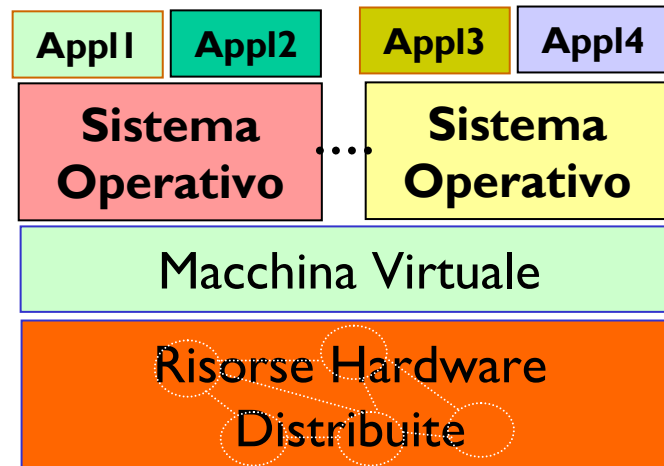 Appl1 Appl2 Appl3 Appl4
Sistema Operativo
....
Sistema Operativo
Macchina Virtuale
Risorse Hardware
Distribuite